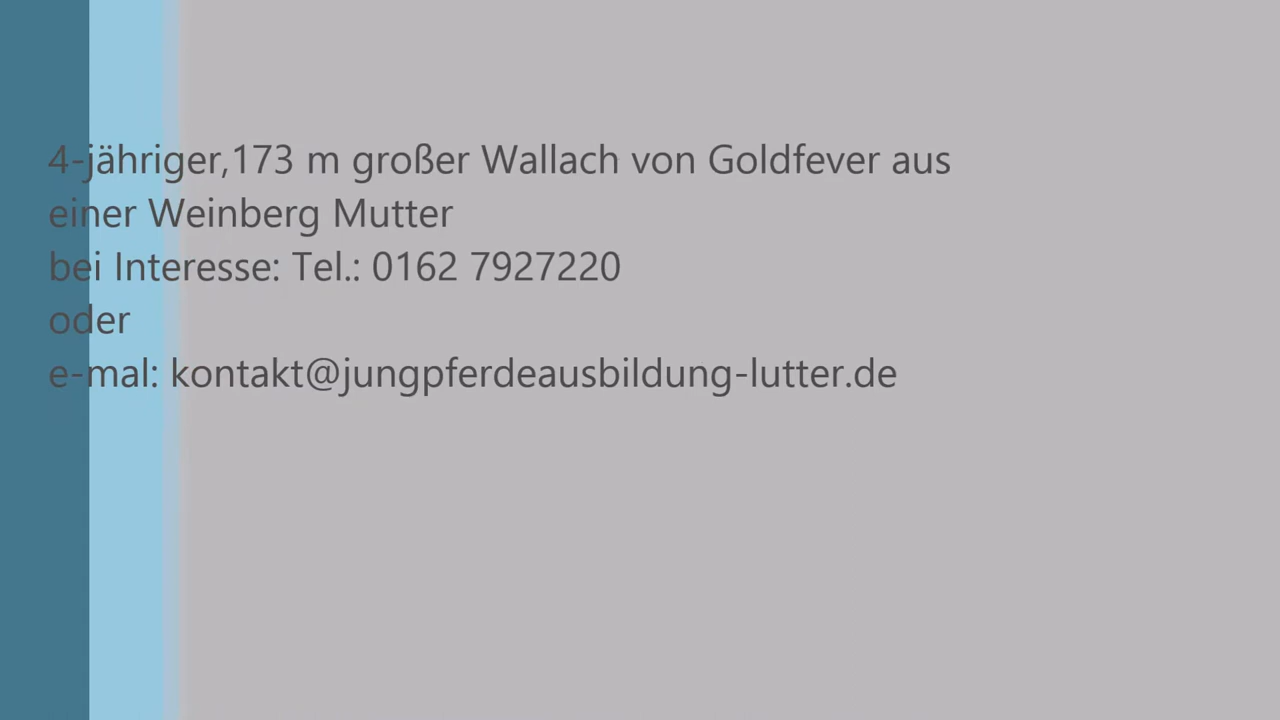 4-jähriger,173 m großer Wallach von Goldfever aus
einer Weinberg Mutter
bei Interesse: Tel.: 0162 7927220
oder
e-mal: kontakt@jungpferdeausbildung-lutter.de